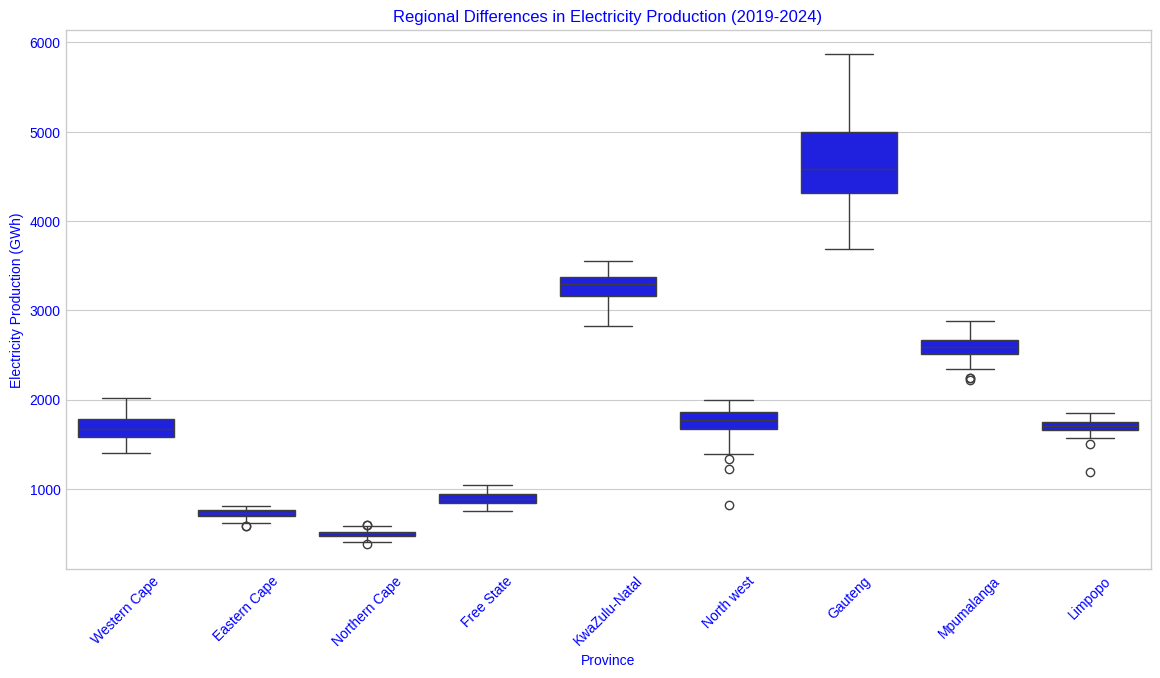 Regional Differences in Electricity Production (2019-2024)
Electricity Production (GWh)
6000
5000
4000
3000
2000
1000
Western Cape
Eastern Cape
Northern Cape
Free State
KwaZulu-Natal
North west
Gauteng
Mpumalanga
Limpopo
Province